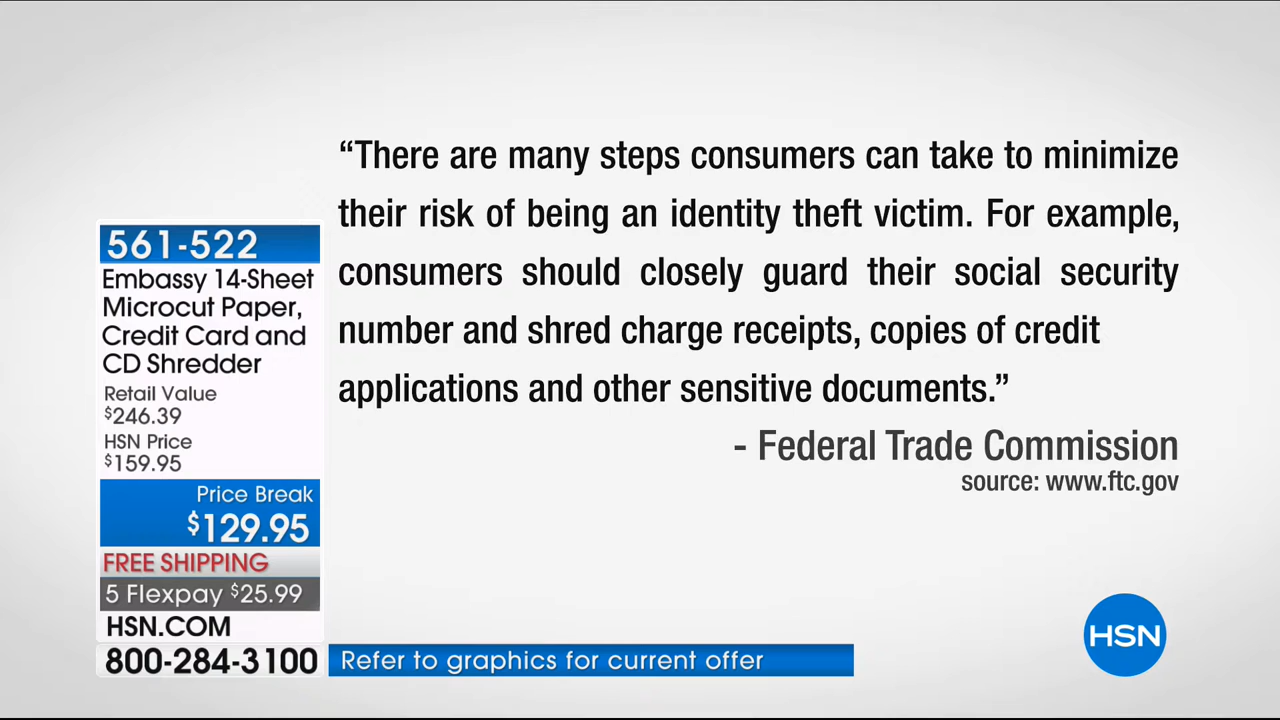 “There are many steps consumers can take to minimize
their risk of being an identity theft victim. For example,
consumers should closely guard their social security
number and shred charge receipts, copies of credit
applications and other sensitive documents.”
- Federal Trade Commission
source: www.ftc.gov
561-522
Embassy 14-Sheet
Microcut Paper,
Credit Card and
CD Shredder
Retail Value
$246.39
HSN Price
$159.95
Price Break
$129.95
FREE SHIPPING
5 Flexpay $25.99
HSN.COM
800-284-3100
Refer to graphics for current offer
HSN